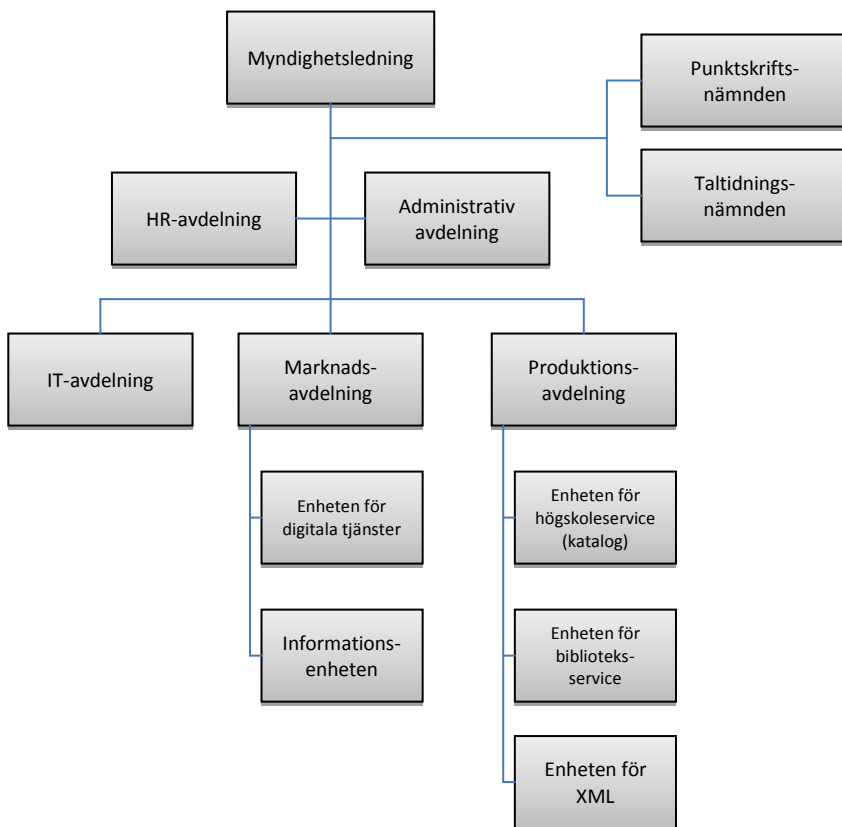 Myndighetsledning
Punktskrifts-
nämnden
Taltidnings-
nämnden
HR-avdelning
Administrativ
avdelning
IT-avdelning
Marknads-
avdelning
Produktions-
avdelning
Enheten för
digitala tjänster
Enheten för
högskoleservice
(katalog)
Informations-
enheten
Enheten för
biblioteks-
service
Enheten för
XML